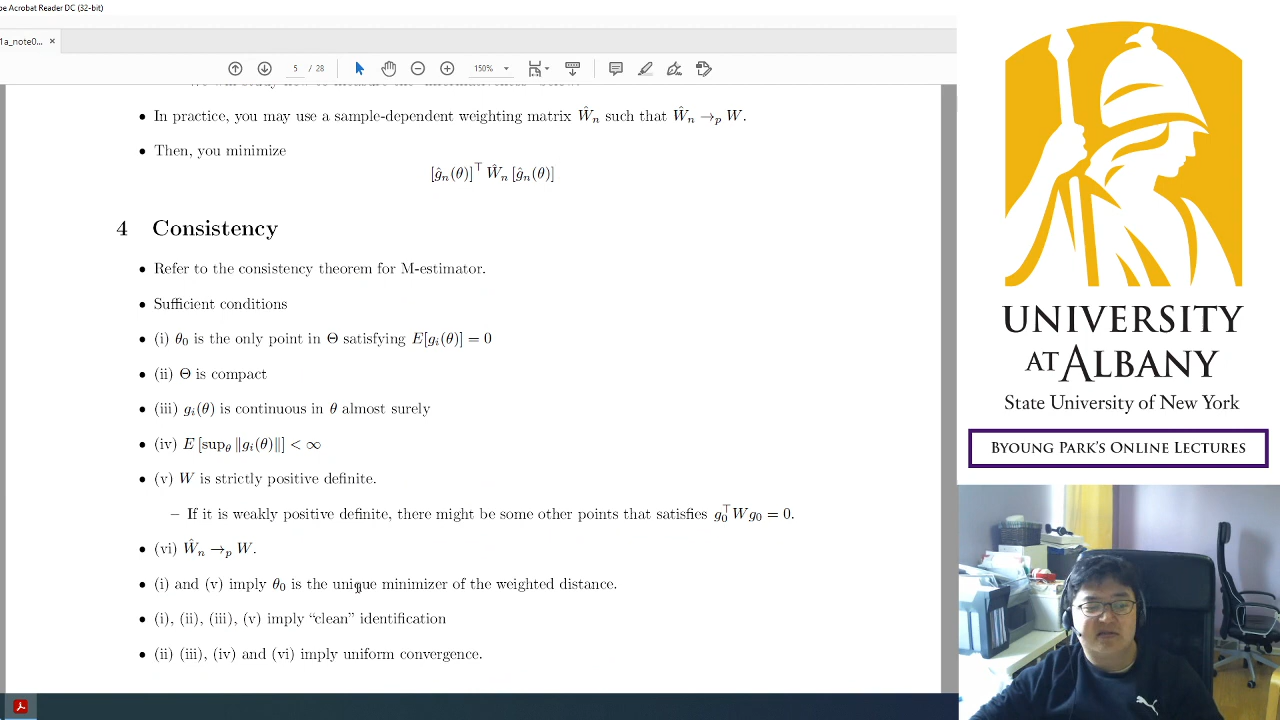 be Acrobat Reader DC (32-bit)
1a_note0... ×
5 / 28 150%
• In practice, you may use a sample-dependent weighting matrix Ŵₙ such that Ŵₙ →ₚ W.
• Then, you minimize
[ĝₙ(θ)]⊤ Ŵₙ [ĝₙ(θ)]
4 Consistency
• Refer to the consistency theorem for M-estimator.
• Sufficient conditions
• (i) θ₀ is the only point in Θ satisfying E[gᵢ(θ)] = 0
• (ii) Θ is compact
• (iii) gᵢ(θ) is continuous in θ almost surely
• (iv) E [sup_θ ‖gᵢ(θ)‖] < ∞
• (v) W is strictly positive definite.
– If it is weakly positive definite, there might be some other points that satisfies g₀⊤Wg₀ = 0.
• (vi) Ŵₙ →ₚ W.
• (i) and (v) imply θ₀ is the unique minimizer of the weighted distance.
• (i), (ii), (iii), (v) imply “clean” identification
• (ii) (iii), (iv) and (vi) imply uniform convergence.
UNIVERSITY
AT ALBANY
State University of New York
BYOUNG PARK'S ONLINE LECTURES